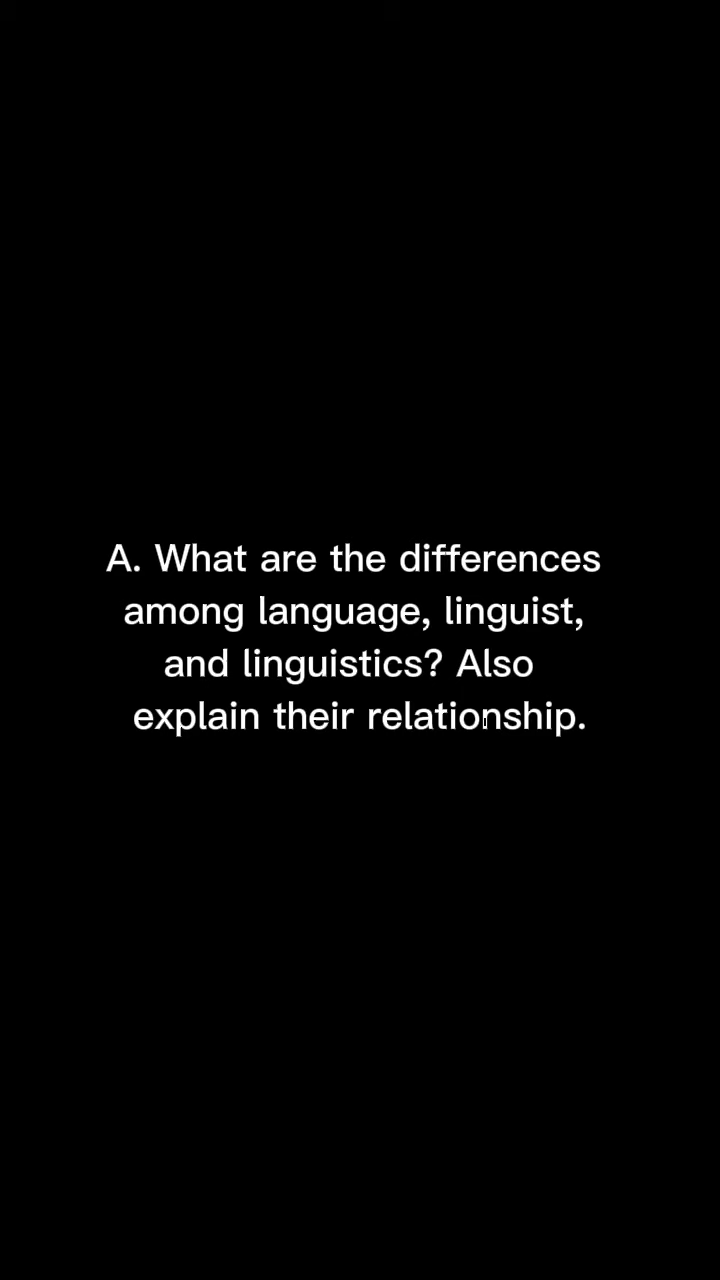 A. What are the differences
among language, linguist,
and linguistics? Also
explain their relationship.